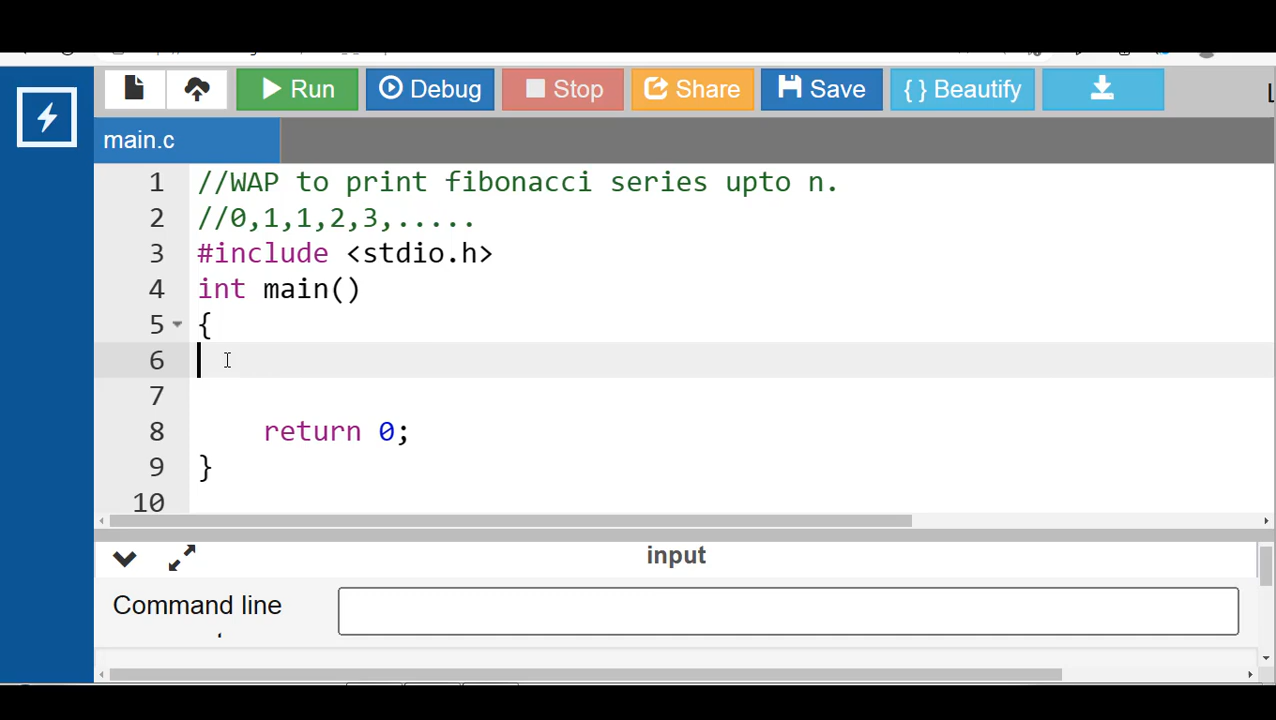 Run Debug Stop Share Save { } Beautify
main.c
1 //WAP to print fibonacci series upto n.
2 //0,1,1,2,3,.....
3 #include <stdio.h>
4 int main()
5 {
6
7
8 return 0;
9 }
10
input
Command line